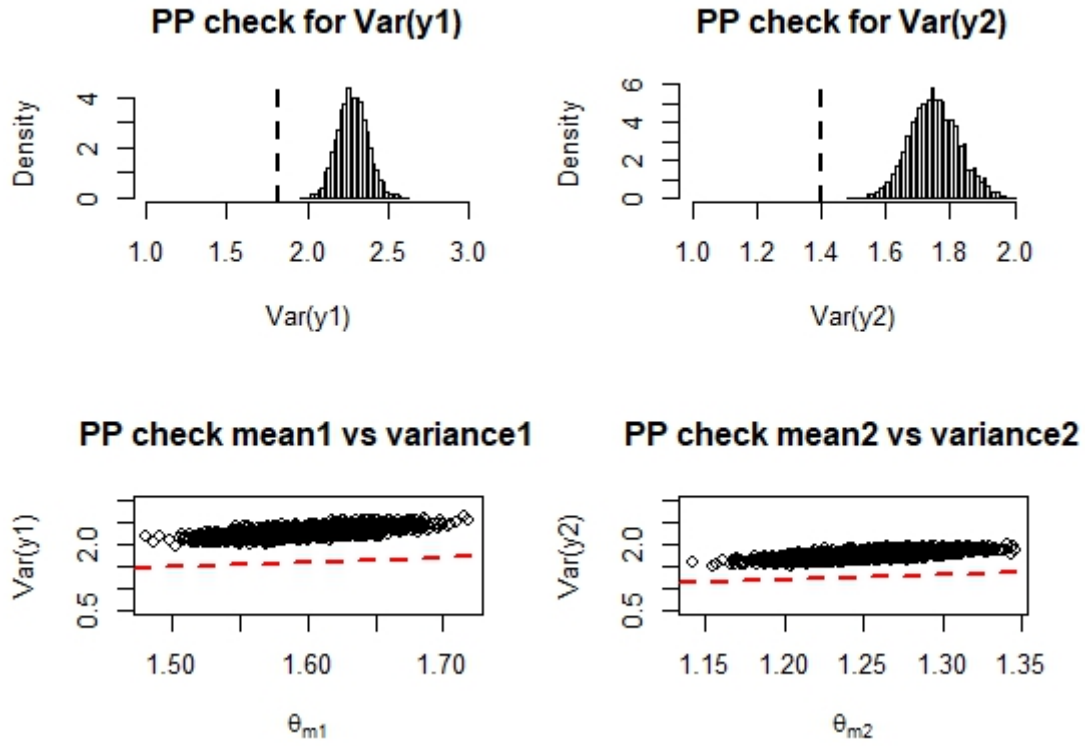 PP check for Var(y1)
Density
0 2 4
1.0 1.5 2.0 2.5 3.0
Var(y1)
PP check for Var(y2)
Density
0 2 4 6
1.0 1.2 1.4 1.6 1.8 2.0
Var(y2)
PP check mean1 vs variance1
Var(y1)
0.5 2.0
1.50 1.60 1.70
θm1
PP check mean2 vs variance2
Var(y2)
0.5 2.0
1.15 1.20 1.25 1.30 1.35
θm2